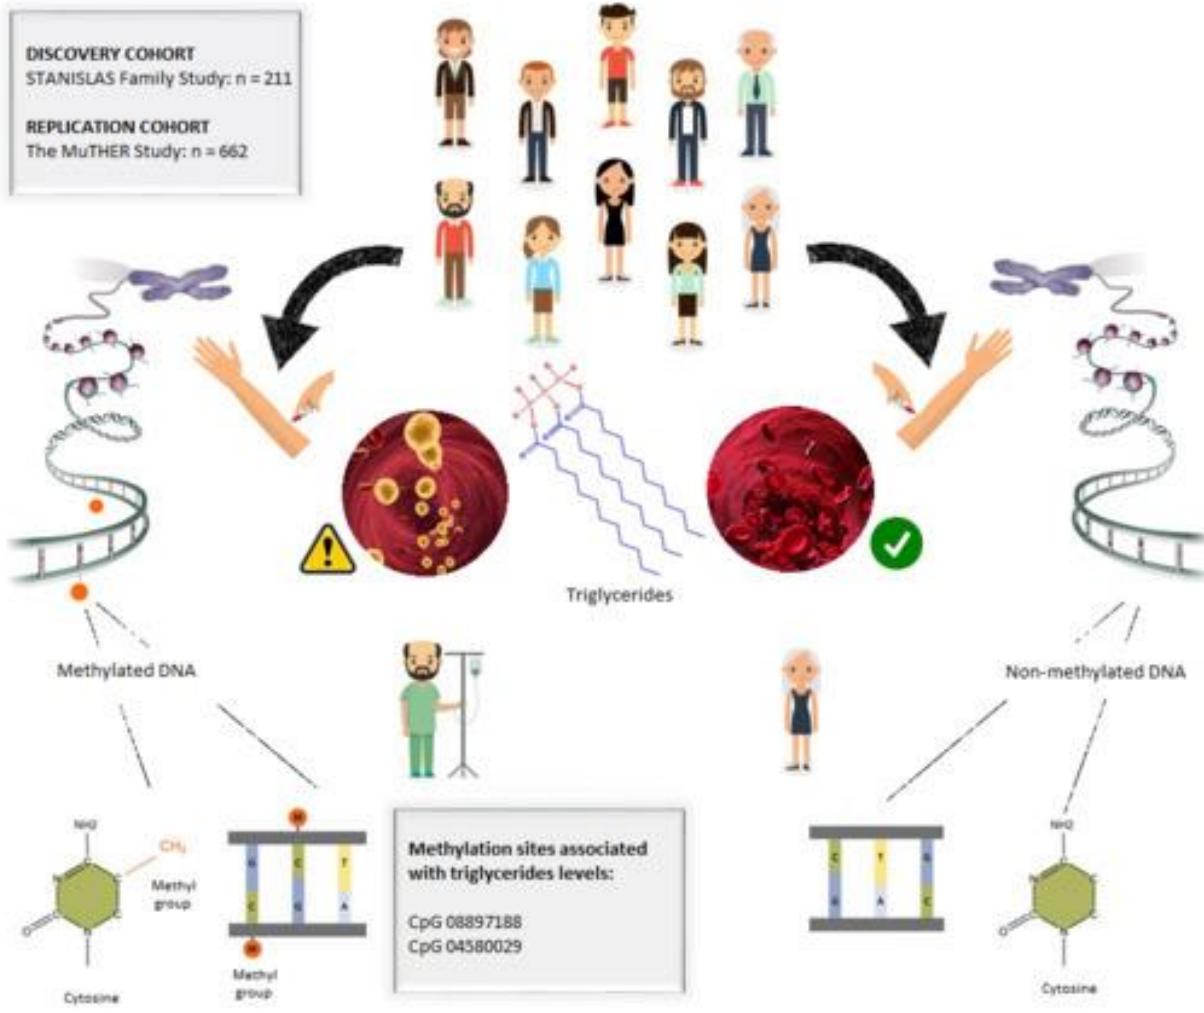 DISCOVERY COHORT
STANISLAS Family Study: n = 211
REPLICATION COHORT
The MuTHER Study: n = 662
Triglycerides
Methylated DNA
Non-methylated DNA
NH2
CH₃
Methyl
group
N
C
C
C
N
O
Cytosine
M
G
C
T
C
G
A
M
Methyl
group
Methylation sites associated
with triglycerides levels:
CpG 08897188
CpG 04580029
C
T
G
G
A
C
NH2
N
C
C
C
N
O
Cytosine